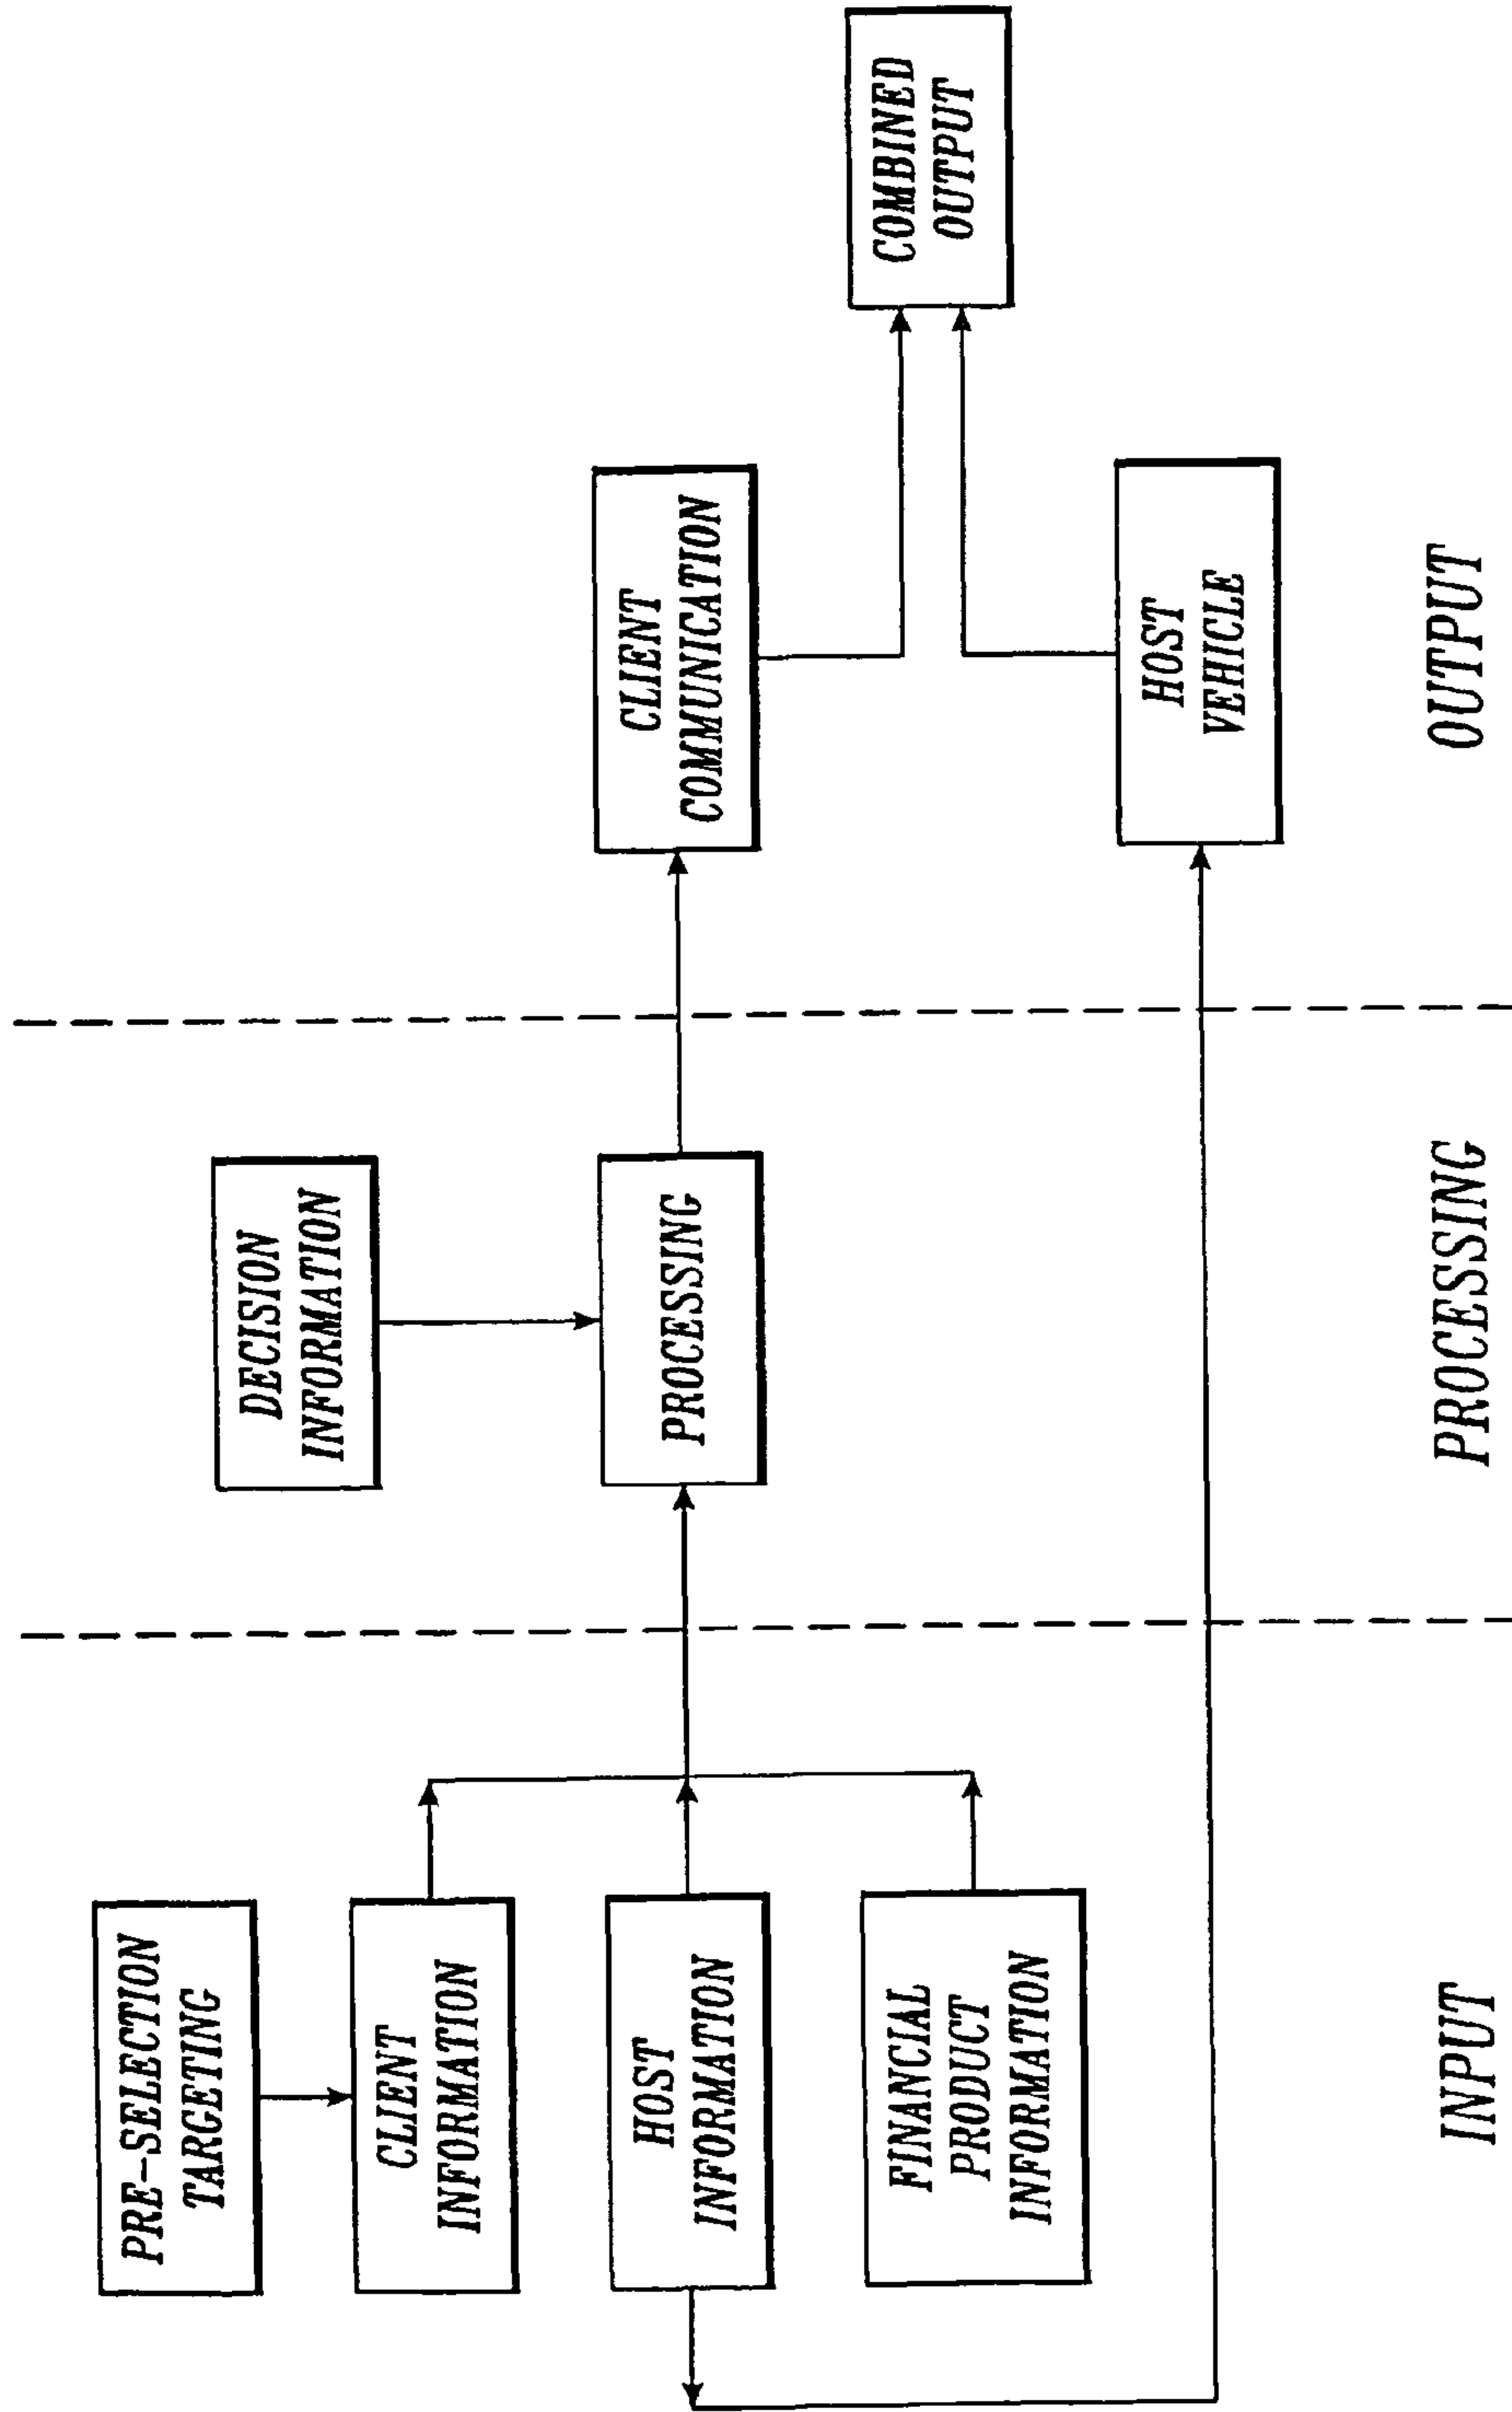 PRE-SELECTION
TARGETING
CLIENT
INFORMATION
HOST
INFORMATION
FINANCIAL
PRODUCT
INFORMATION
INPUT
DECISION
INFORMATION
PROCESSING
PROCESSING
CLIENT
COMMUNICATION
HOST
VEHICLE
OUTPUT
COMBINED
OUTPUT